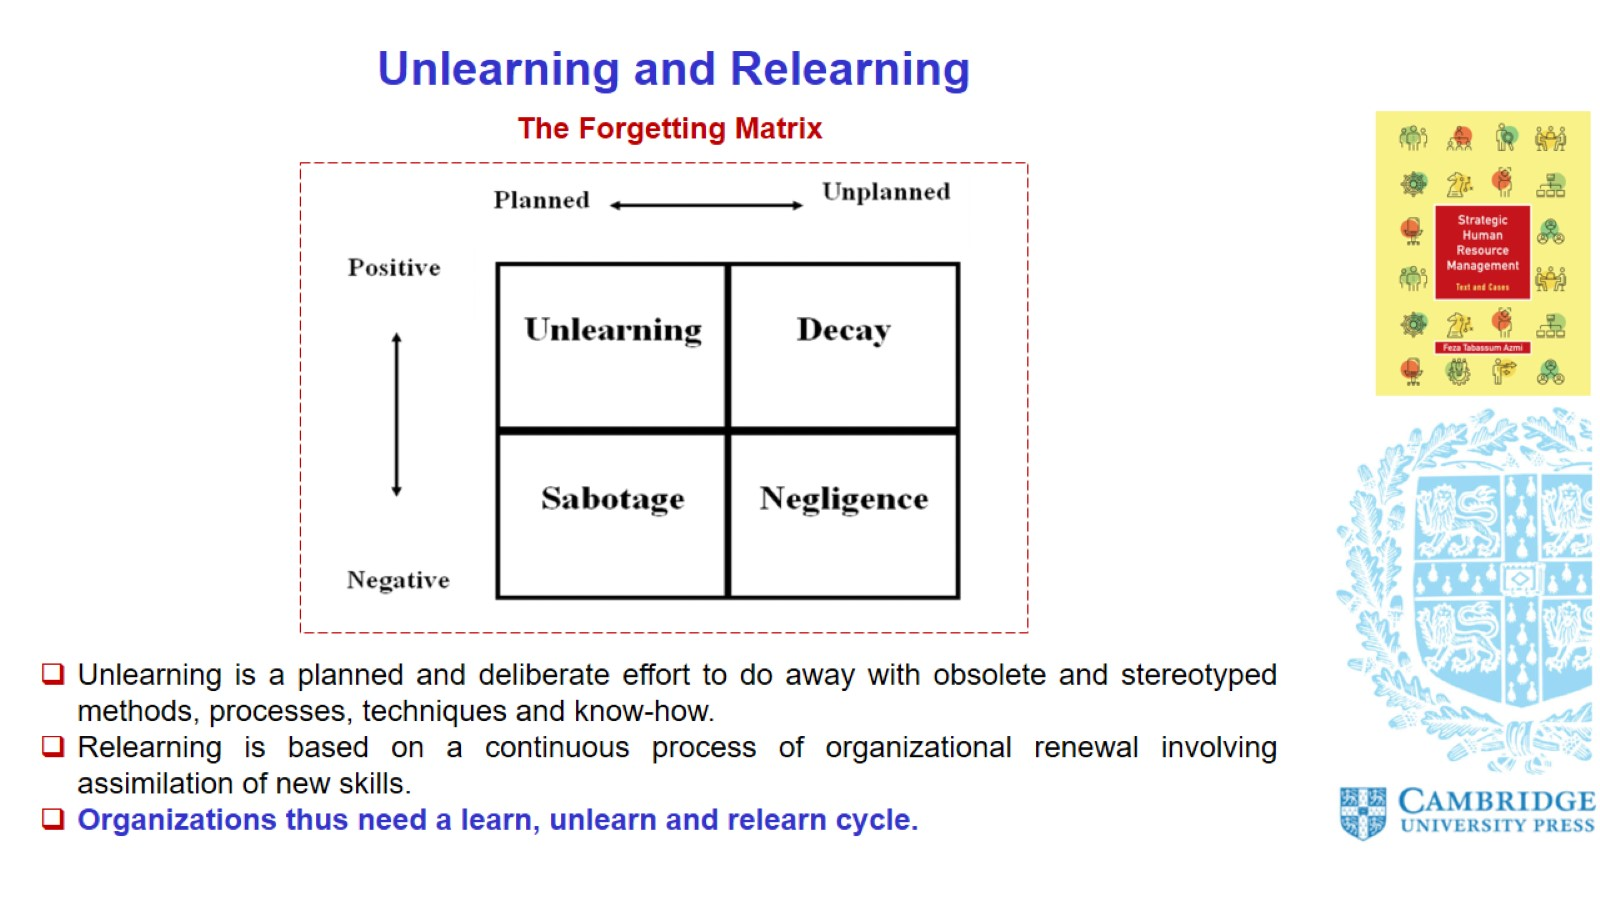 Unlearning and Relearning
The Forgetting Matrix
Planned
Unplanned
Positive
Unlearning
Decay
Sabotage
Negligence
Negative
Unlearning is a planned and deliberate effort to do away with obsolete and stereotyped
methods, processes, techniques and know-how.
Relearning is based on a continuous process of organizational renewal involving
assimilation of new skills.
Organizations thus need a learn, unlearn and relearn cycle.
Strategic
Human
Resource
Management
Text and Cases
Feza Tabassum Azmi
CAMBRIDGE
UNIVERSITY PRESS